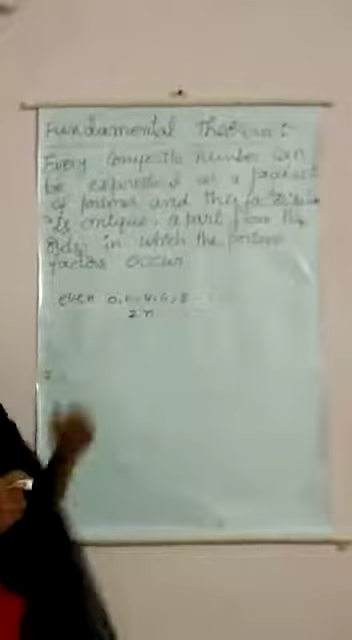 Fundamental Theorem:
Every Composite number can
be expressed as a product
of primes and this factorisation
is unique, apart from the
order in which the prime
factors occur
even 0, 2, 4, 6, 8
2n